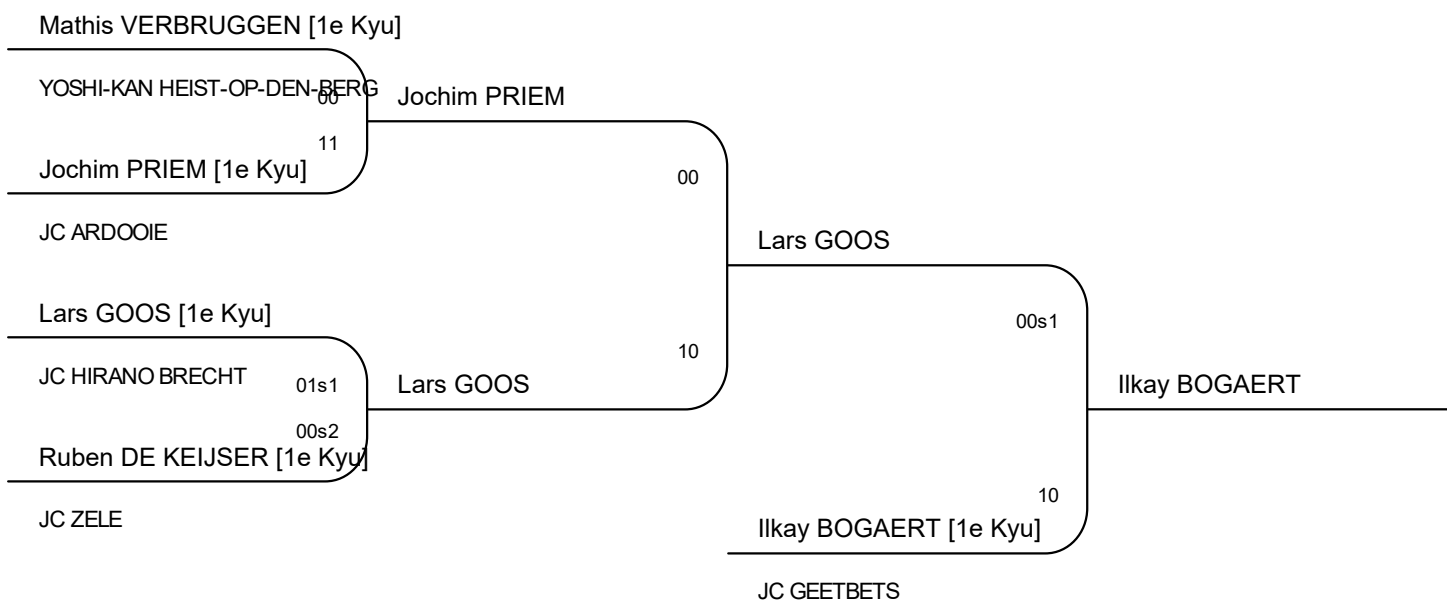 Mathis VERBRUGGEN [1e Kyu]
YOSHI-KAN HEIST-OP-DEN-BERG
00
Jochim PRIEM
11
Jochim PRIEM [1e Kyu]
00
JC ARDOOIE
Lars GOOS
Lars GOOS [1e Kyu]
00s1
10
JC HIRANO BRECHT
01s1
Lars GOOS
Ilkay BOGAERT
00s2
Ruben DE KEIJSER [1e Kyu]
10
JC ZELE
Ilkay BOGAERT [1e Kyu]
JC GEETBETS